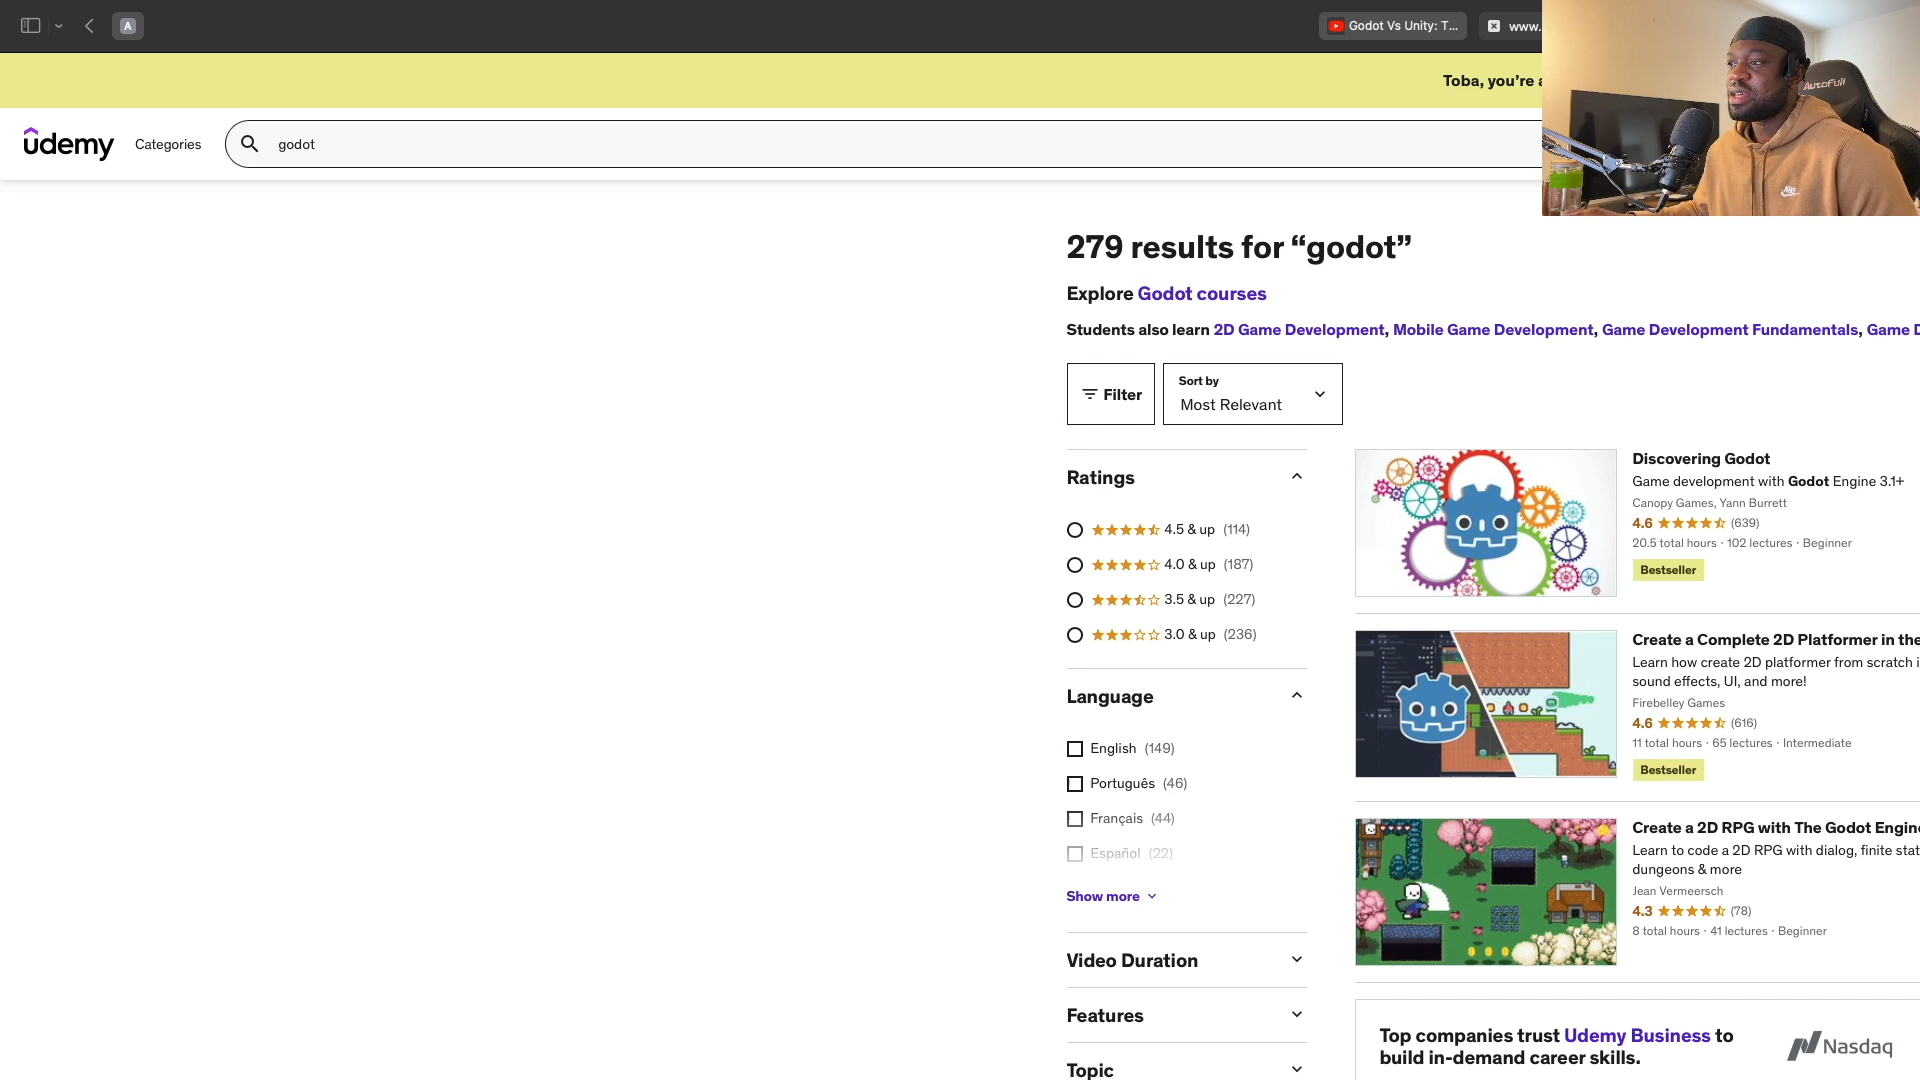 A
Godot Vs Unity: T...
www.
Toba, you're
udemy
Categories
godot
AutoFull
279 results for “godot”
Explore Godot courses
Students also learn 2D Game Development, Mobile Game Development, Game Development Fundamentals, Game D
Filter
Sort by
Most Relevant
Ratings
4.5 & up (114)
4.0 & up (187)
3.5 & up (227)
3.0 & up (236)
Language
English (149)
Português (46)
Français (44)
Español (22)
Show more
Video Duration
Features
Topic
Discovering Godot
Game development with Godot Engine 3.1+
Canopy Games, Yann Burrett
4.6 (639)
20.5 total hours · 102 lectures · Beginner
Bestseller
Create a Complete 2D Platformer in the
Learn how create 2D platformer from scratch i
sound effects, UI, and more!
Firebelley Games
4.6 (616)
11 total hours · 65 lectures · Intermediate
Bestseller
Create a 2D RPG with The Godot Engine
Learn to code a 2D RPG with dialog, finite stat
dungeons & more
Jean Vermeersch
4.3 (78)
8 total hours · 41 lectures · Beginner
Top companies trust Udemy Business to
build in-demand career skills.
Nasdaq